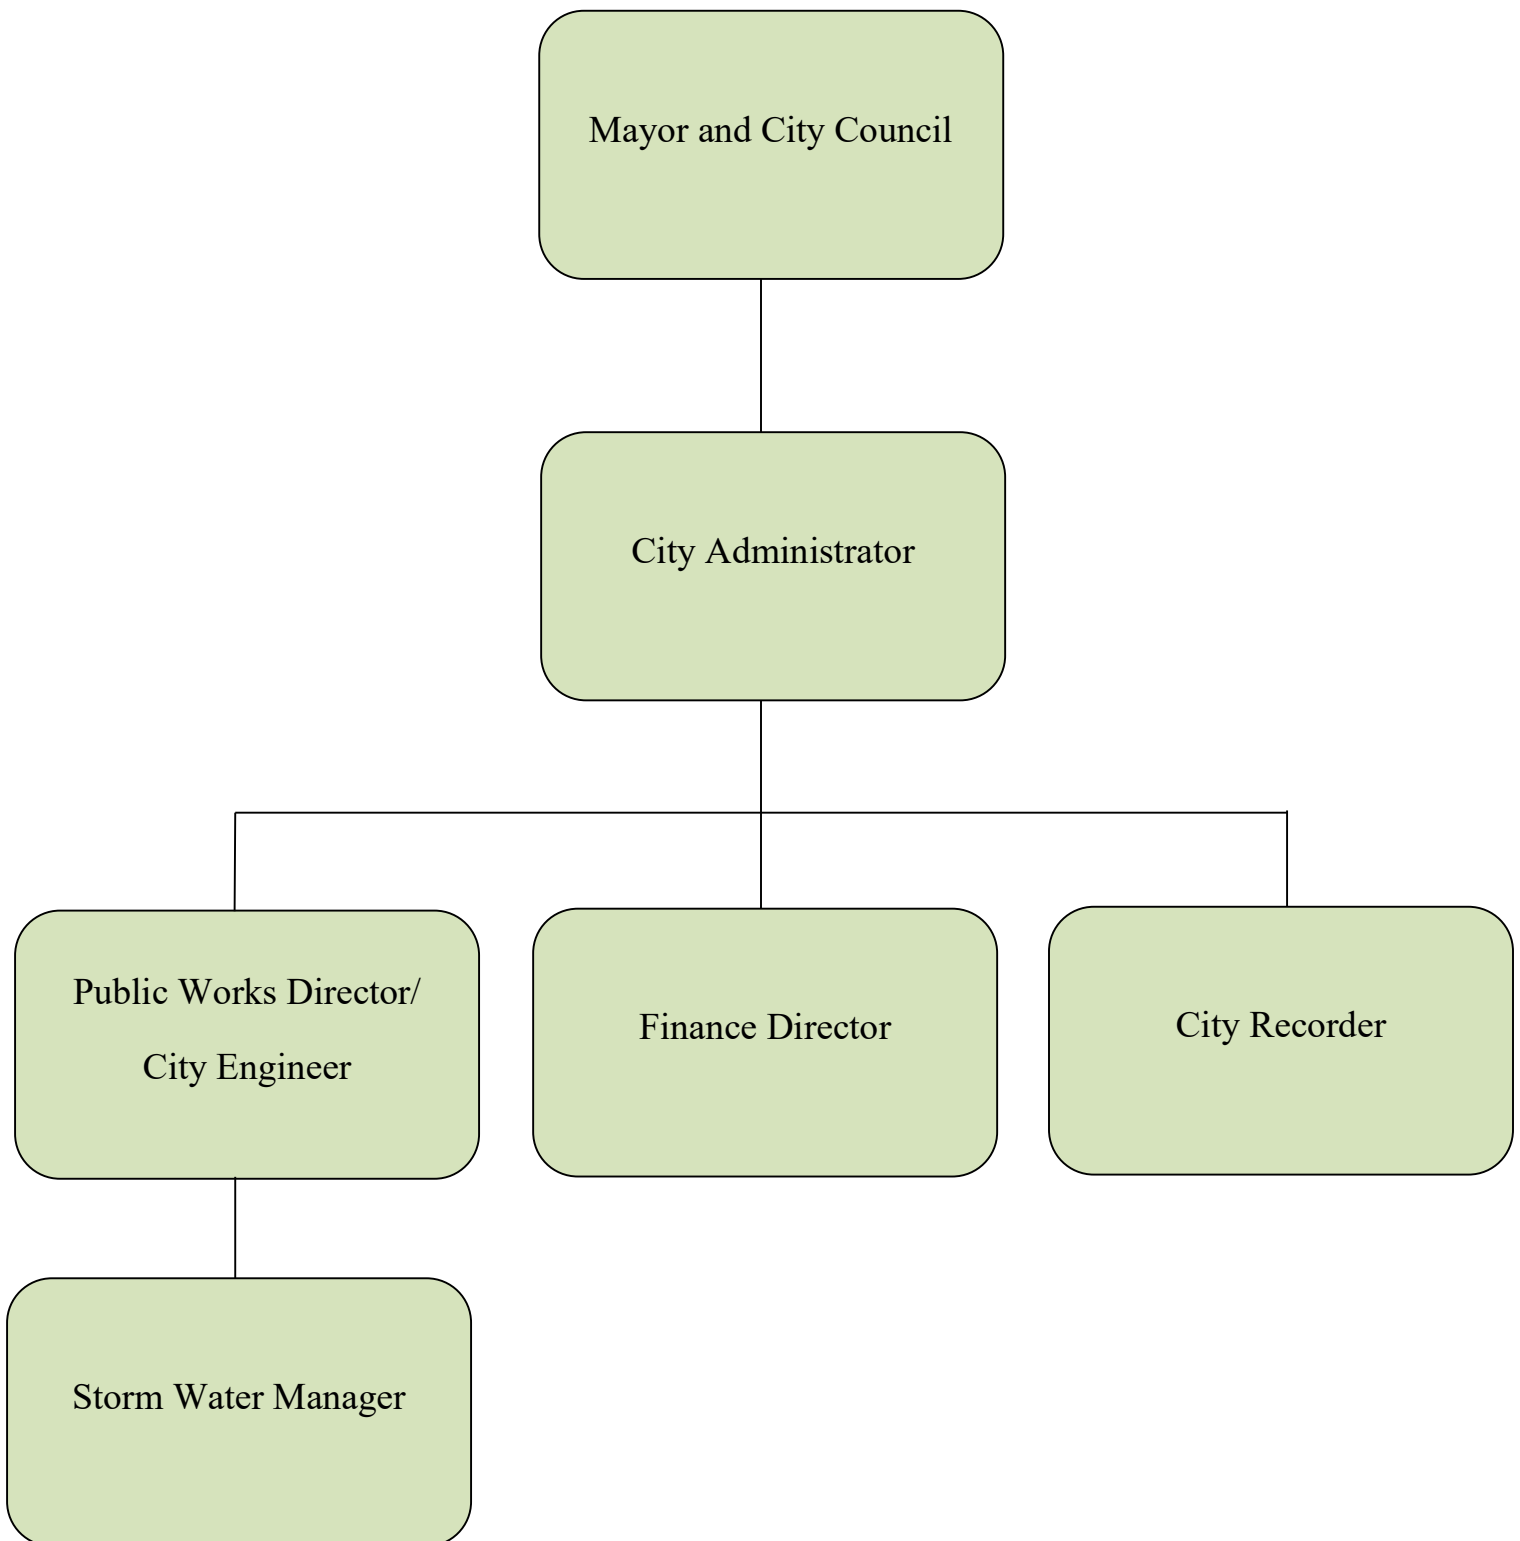 Mayor and City Council
City Administrator
Public Works Director/
City Engineer
Finance Director
City Recorder
Storm Water Manager